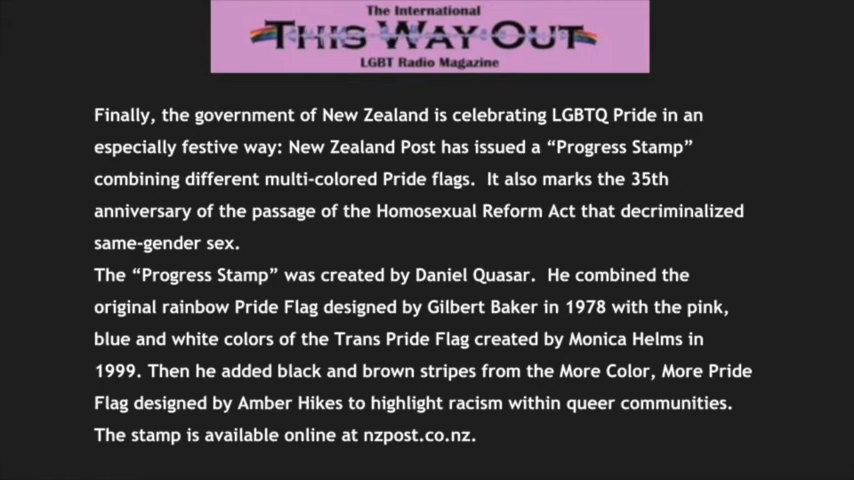 The International
THIS WAY OUT
LGBT Radio Magazine
Finally, the government of New Zealand is celebrating LGBTQ Pride in an
especially festive way: New Zealand Post has issued a “Progress Stamp”
combining different multi-colored Pride flags.  It also marks the 35th
anniversary of the passage of the Homosexual Reform Act that decriminalized
same-gender sex.
The “Progress Stamp” was created by Daniel Quasar.  He combined the
original rainbow Pride Flag designed by Gilbert Baker in 1978 with the pink,
blue and white colors of the Trans Pride Flag created by Monica Helms in
1999. Then he added black and brown stripes from the More Color, More Pride
Flag designed by Amber Hikes to highlight racism within queer communities.
The stamp is available online at nzpost.co.nz.